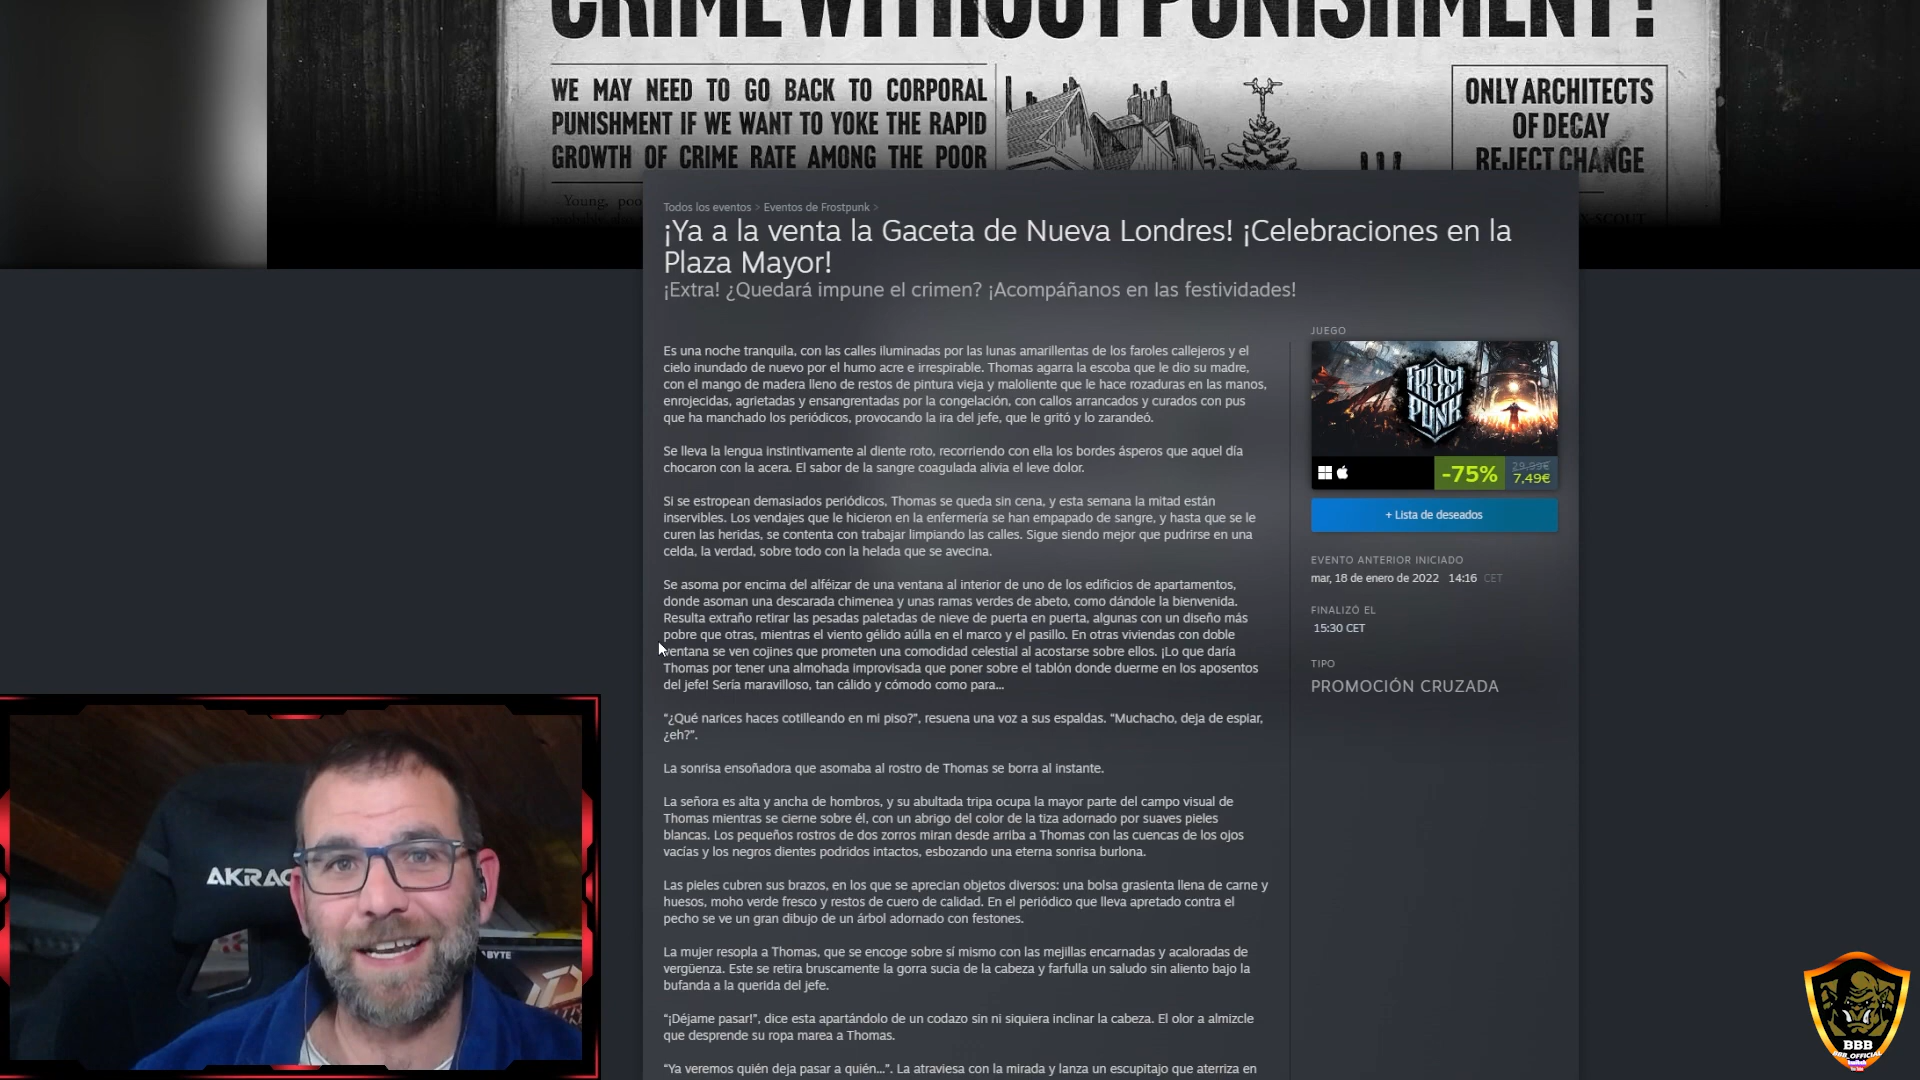 CRIME WITHOUT PUNISHMENT?
WE MAY NEED TO GO BACK TO CORPORAL
PUNISHMENT IF WE WANT TO YOKE THE RAPID
GROWTH OF CRIME RATE AMONG THE POOR
Young, poo
ONLY ARCHITECTS
OF DECAY
REJECT CHANGE
X-SCOUT
Todos los eventos > Eventos de Frostpunk >
¡Ya a la venta la Gaceta de Nueva Londres! ¡Celebraciones en la
Plaza Mayor!
¡Extra! ¿Quedará impune el crimen? ¡Acompáñanos en las festividades!
Es una noche tranquila, con las calles iluminadas por las lunas amarillentas de los faroles callejeros y el
cielo inundado de nuevo por el humo acre e irrespirable. Thomas agarra la escoba que le dio su madre,
con el mango de madera lleno de restos de pintura vieja y maloliente que le hace rozaduras en las manos,
enrojecidas, agrietadas y ensangrentadas por la congelación, con callos arrancados y curados con pus
que ha manchado los periódicos, provocando la ira del jefe, que le gritó y lo zarandeó.
Se lleva la lengua instintivamente al diente roto, recorriendo con ella los bordes ásperos que aquel día
chocaron con la acera. El sabor de la sangre coagulada alivia el leve dolor.
Si se estropean demasiados periódicos, Thomas se queda sin cena, y esta semana la mitad están
inservibles. Los vendajes que le hicieron en la enfermería se han empapado de sangre, y hasta que se le
curen las heridas, se contenta con trabajar limpiando las calles. Sigue siendo mejor que pudrirse en una
celda, la verdad, sobre todo con la helada que se avecina.
Se asoma por encima del alféizar de una ventana al interior de uno de los edificios de apartamentos,
donde asoman una descarada chimenea y unas ramas verdes de abeto, como dándole la bienvenida.
Resulta extraño retirar las pesadas paletadas de nieve de puerta en puerta, algunas con un diseño más
pobre que otras, mientras el viento gélido aúlla en el marco y el pasillo. En otras viviendas con doble
ventana se ven cojines que prometen una comodidad celestial al acostarse sobre ellos. ¡Lo que daría
Thomas por tener una almohada improvisada que poner sobre el tablón donde duerme en los aposentos
del jefe! Sería maravilloso, tan cálido y cómodo como para...
“¿Qué narices haces cotilleando en mi piso?”, resuena una voz a sus espaldas. “Muchacho, deja de espiar,
¿eh?”.
La sonrisa ensoñadora que asomaba al rostro de Thomas se borra al instante.
La señora es alta y ancha de hombros, y su abultada tripa ocupa la mayor parte del campo visual de
Thomas mientras se cierne sobre él, con un abrigo del color de la tiza adornado por suaves pieles
blancas. Los pequeños rostros de dos zorros miran desde arriba a Thomas con las cuencas de los ojos
vacías y los negros dientes podridos intactos, esbozando una eterna sonrisa burlona.
Las pieles cubren sus brazos, en los que se aprecian objetos diversos: una bolsa grasienta llena de carne y
huesos, moho verde fresco y restos de cuero de calidad. En el periódico que lleva apretado contra el
pecho se ve un gran dibujo de un árbol adornado con festones.
La mujer resopla a Thomas, que se encoge sobre sí mismo con las mejillas encarnadas y acaloradas de
vergüenza. Este se retira bruscamente la gorra sucia de la cabeza y farfulla un saludo sin aliento bajo la
bufanda a la querida del jefe.
“¡Déjame pasar!”, dice esta apartándolo de un codazo sin ni siquiera inclinar la cabeza. El olor a almizcle
que desprende su ropa marea a Thomas.
“Ya veremos quién deja pasar a quién...”. La atraviesa con la mirada y lanza un escupitajo que aterriza en
JUEGO
FROST
PUNK
-75%
29,99€
7,49€
+ Lista de deseados
EVENTO ANTERIOR INICIADO
mar, 18 de enero de 2022 14:16 CET
FINALIZÓ EL
15:30 CET
TIPO
PROMOCIÓN CRUZADA
AKRAC
ABYTE
BBB
BBB_OFFICIAL